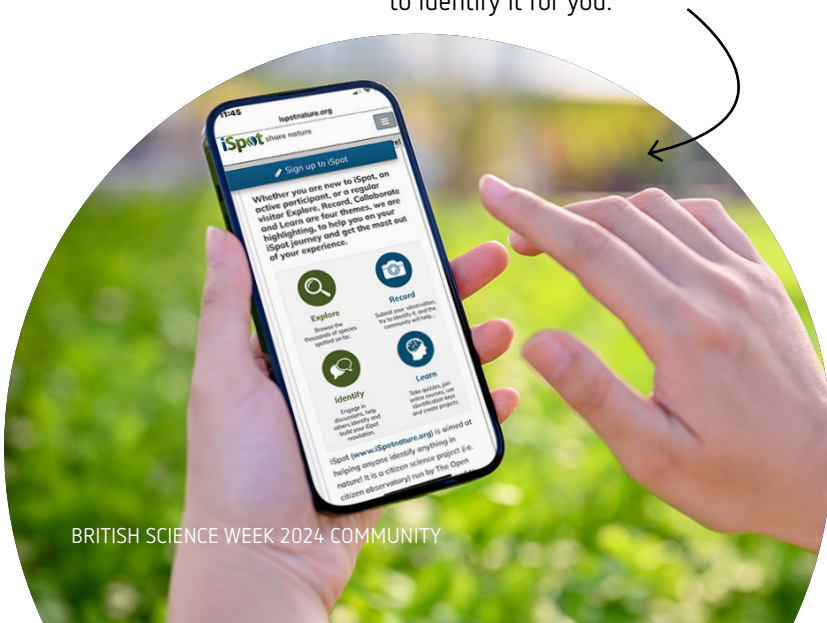 to identify it for you.
11:45
ispotnature.org
iSpot share nature
Sign up to iSpot
Whether you are new to iSpot, an
active participant, or a regular
visitor Explore, Record, Collaborate
and Learn are four themes, we are
highlighting, to help you on your
iSpot journey and get the most out
of your experience.
Explore
Browse the
thousands of species
spotted so far.
Record
Submit your observation,
try to identify it, and the
community will help...
Identify
Engage in
discussions, help
others identify and
build your iSpot
reputation.
Learn
Take quizzes, join
online courses, use
identification keys
and create projects.
iSpot (www.iSpotnature.org) is aimed at
helping anyone identify anything in
nature! It is a citizen science project (i.e.
citizen observatory) run by The Open
BRITISH SCIENCE WEEK 2024 COMMUNITY